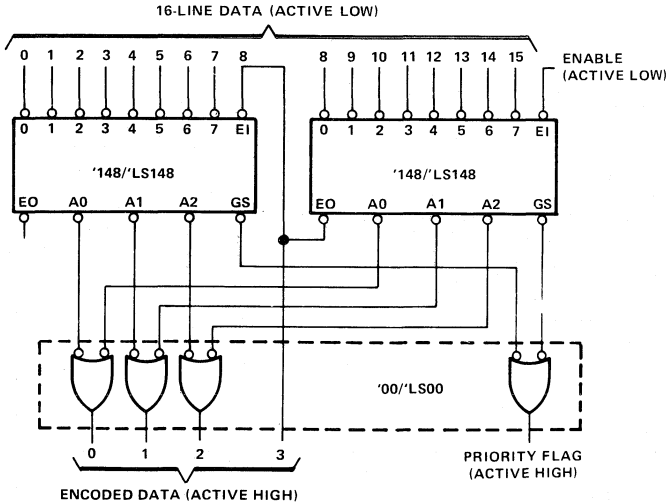 16-LINE DATA (ACTIVE LOW)
0 1 2 3 4 5 6 7 8 8 9 10 11 12 13 14 15
ENABLE
(ACTIVE LOW)
0 1 2 3 4 5 6 7 EI 0 1 2 3 4 5 6 7 EI
'148/'LS148 '148/'LS148
EO A0 A1 A2 GS EO A0 A1 A2 GS
'00/'LS00
0 1 2 3
PRIORITY FLAG
(ACTIVE HIGH)
ENCODED DATA (ACTIVE HIGH)